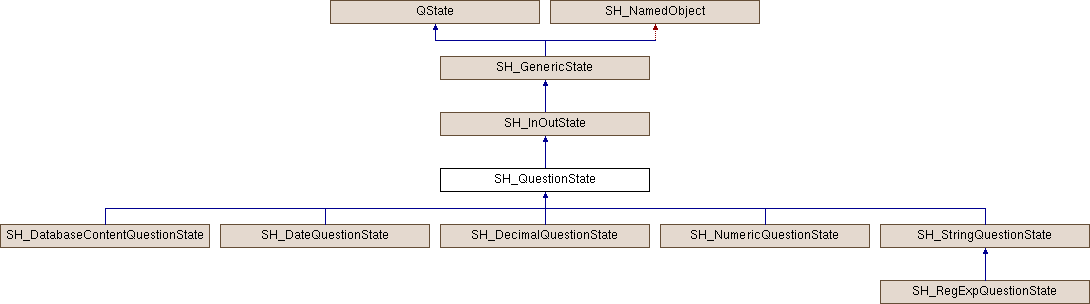 QState
SH_NamedObject
SH_GenericState
SH_InOutState
SH_QuestionState
SH_DatabaseContentQuestionState
SH_DateQuestionState
SH_DecimalQuestionState
SH_NumericQuestionState
SH_StringQuestionState
SH_RegExpQuestionState